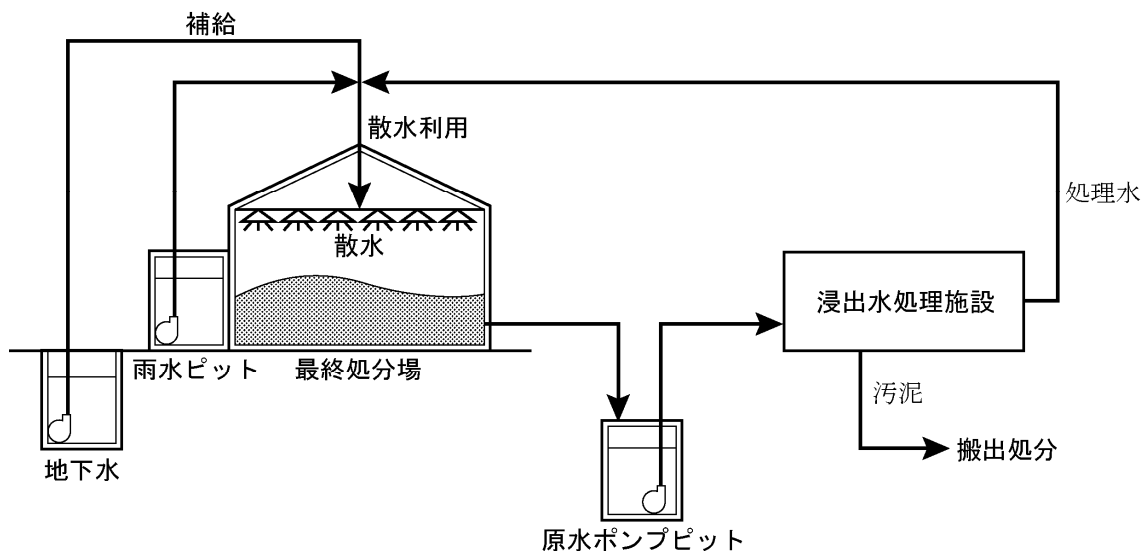 補給
散水利用
処理水
散水
浸出水処理施設
雨水ピット
最終処分場
汚泥
搬出処分
地下水
原水ポンプピット